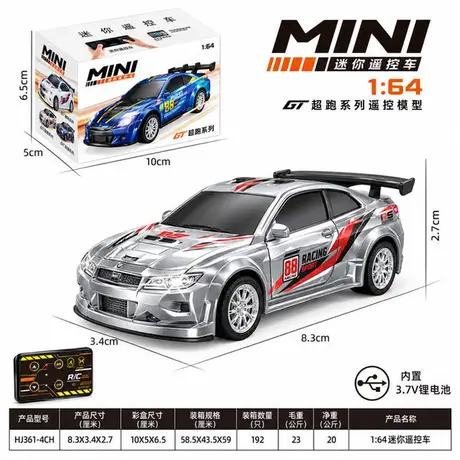 迷你遥控车
1:64
MINI
GT 超跑系列
6.5cm
5cm
10cm
MINI
迷你遥控车
1:64
GT 超跑系列遥控模型
88
RACING
SPORT
2.7cm
3.4cm
8.3cm
R/C
内置
3.7V锂电池
产品型号 产品尺寸(厘米) 彩盒尺寸(厘米) 装箱规格(厘米) 装箱数量(只) 毛重(公斤) 净重(公斤) 产品名称
HJ361-4CH 8.3X3.4X2.7 10X5X6.5 58.5X43.5X59 192 23 20 1:64迷你遥控车